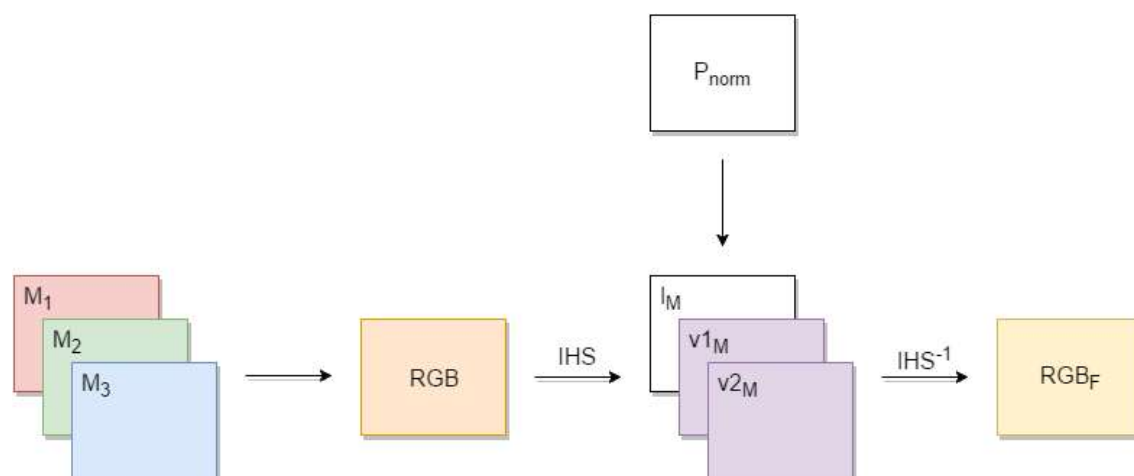 P_norm
M_1
I_M
M_2
v1_M
M_3
RGB
IHS
v2_M
IHS^-1
RGB_F